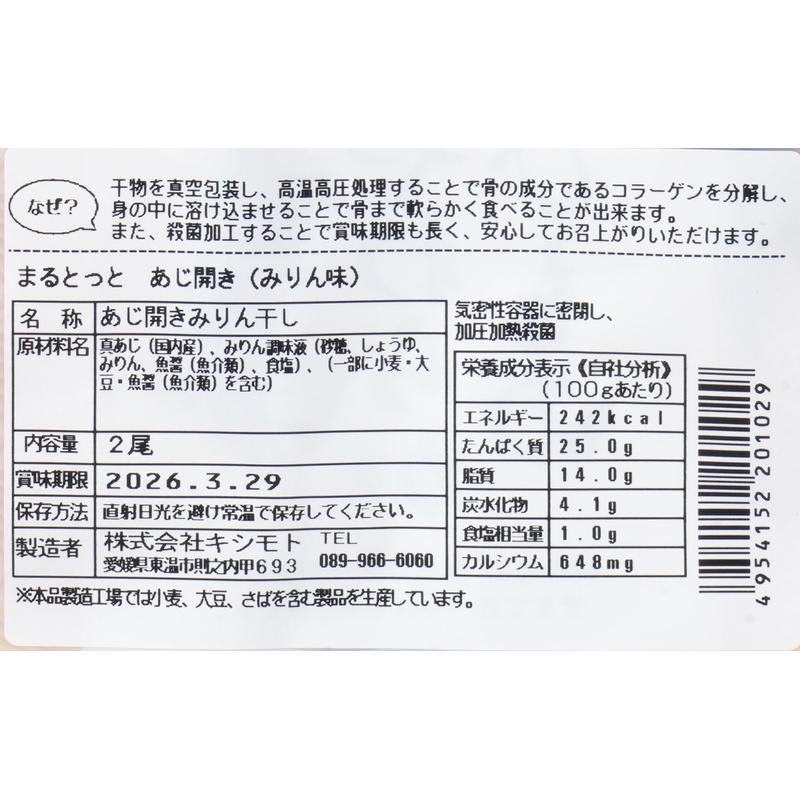 なぜ?
干物を真空包装し、高温高圧処理することで骨の成分であるコラーゲンを分解し、
身の中に溶け込ませることで骨まで軟らかく食べることが出来ます。
また、殺菌加工することで賞味期限も長く、安心してお召上がりいただけます。
まるとっと あじ開き（みりん味）
名 称 あじ開きみりん干し
原材料名 真あじ（国内産）、みりん調味液（砂糖、しょうゆ、
みりん、魚醤（魚介類）、食塩）、（一部に小麦・大
豆・魚醤（魚介類）を含む）
内容量 2尾
賞味期限 2026.3.29
保存方法 直射日光を避け常温で保存してください。
製造者 株式会社キシモト TEL
愛媛県東温市則之内甲693 089-966-6060
気密性容器に密閉し、
加圧加熱殺菌
栄養成分表示《自社分析》
（100gあたり）
エネルギー 242kcal
たんぱく質 25.0g
脂質 14.0g
炭水化物 4.1g
食塩相当量 1.0g
カルシウム 648mg
4954152201029
※本品製造工場では小麦、大豆、さばを含む製品を生産しています。